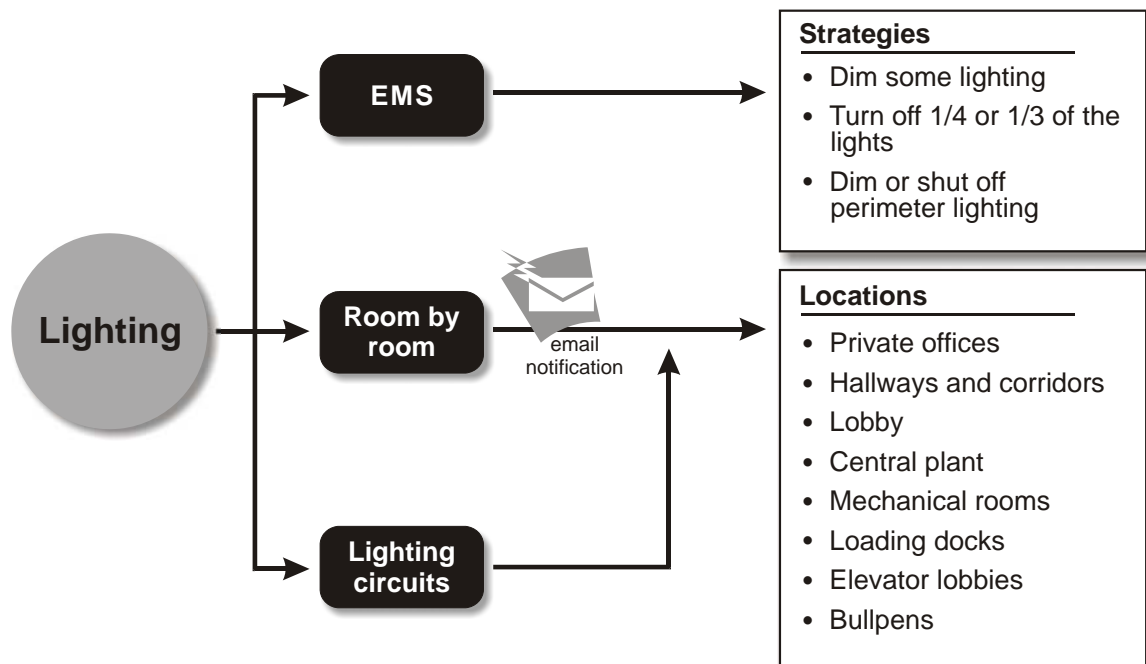 Lighting
EMS
Room by
room
Lighting
circuits
email
notification
Strategies
• Dim some lighting
• Turn off 1/4 or 1/3 of the
lights
• Dim or shut off
perimeter lighting
Locations
• Private offices
• Hallways and corridors
• Lobby
• Central plant
• Mechanical rooms
• Loading docks
• Elevator lobbies
• Bullpens